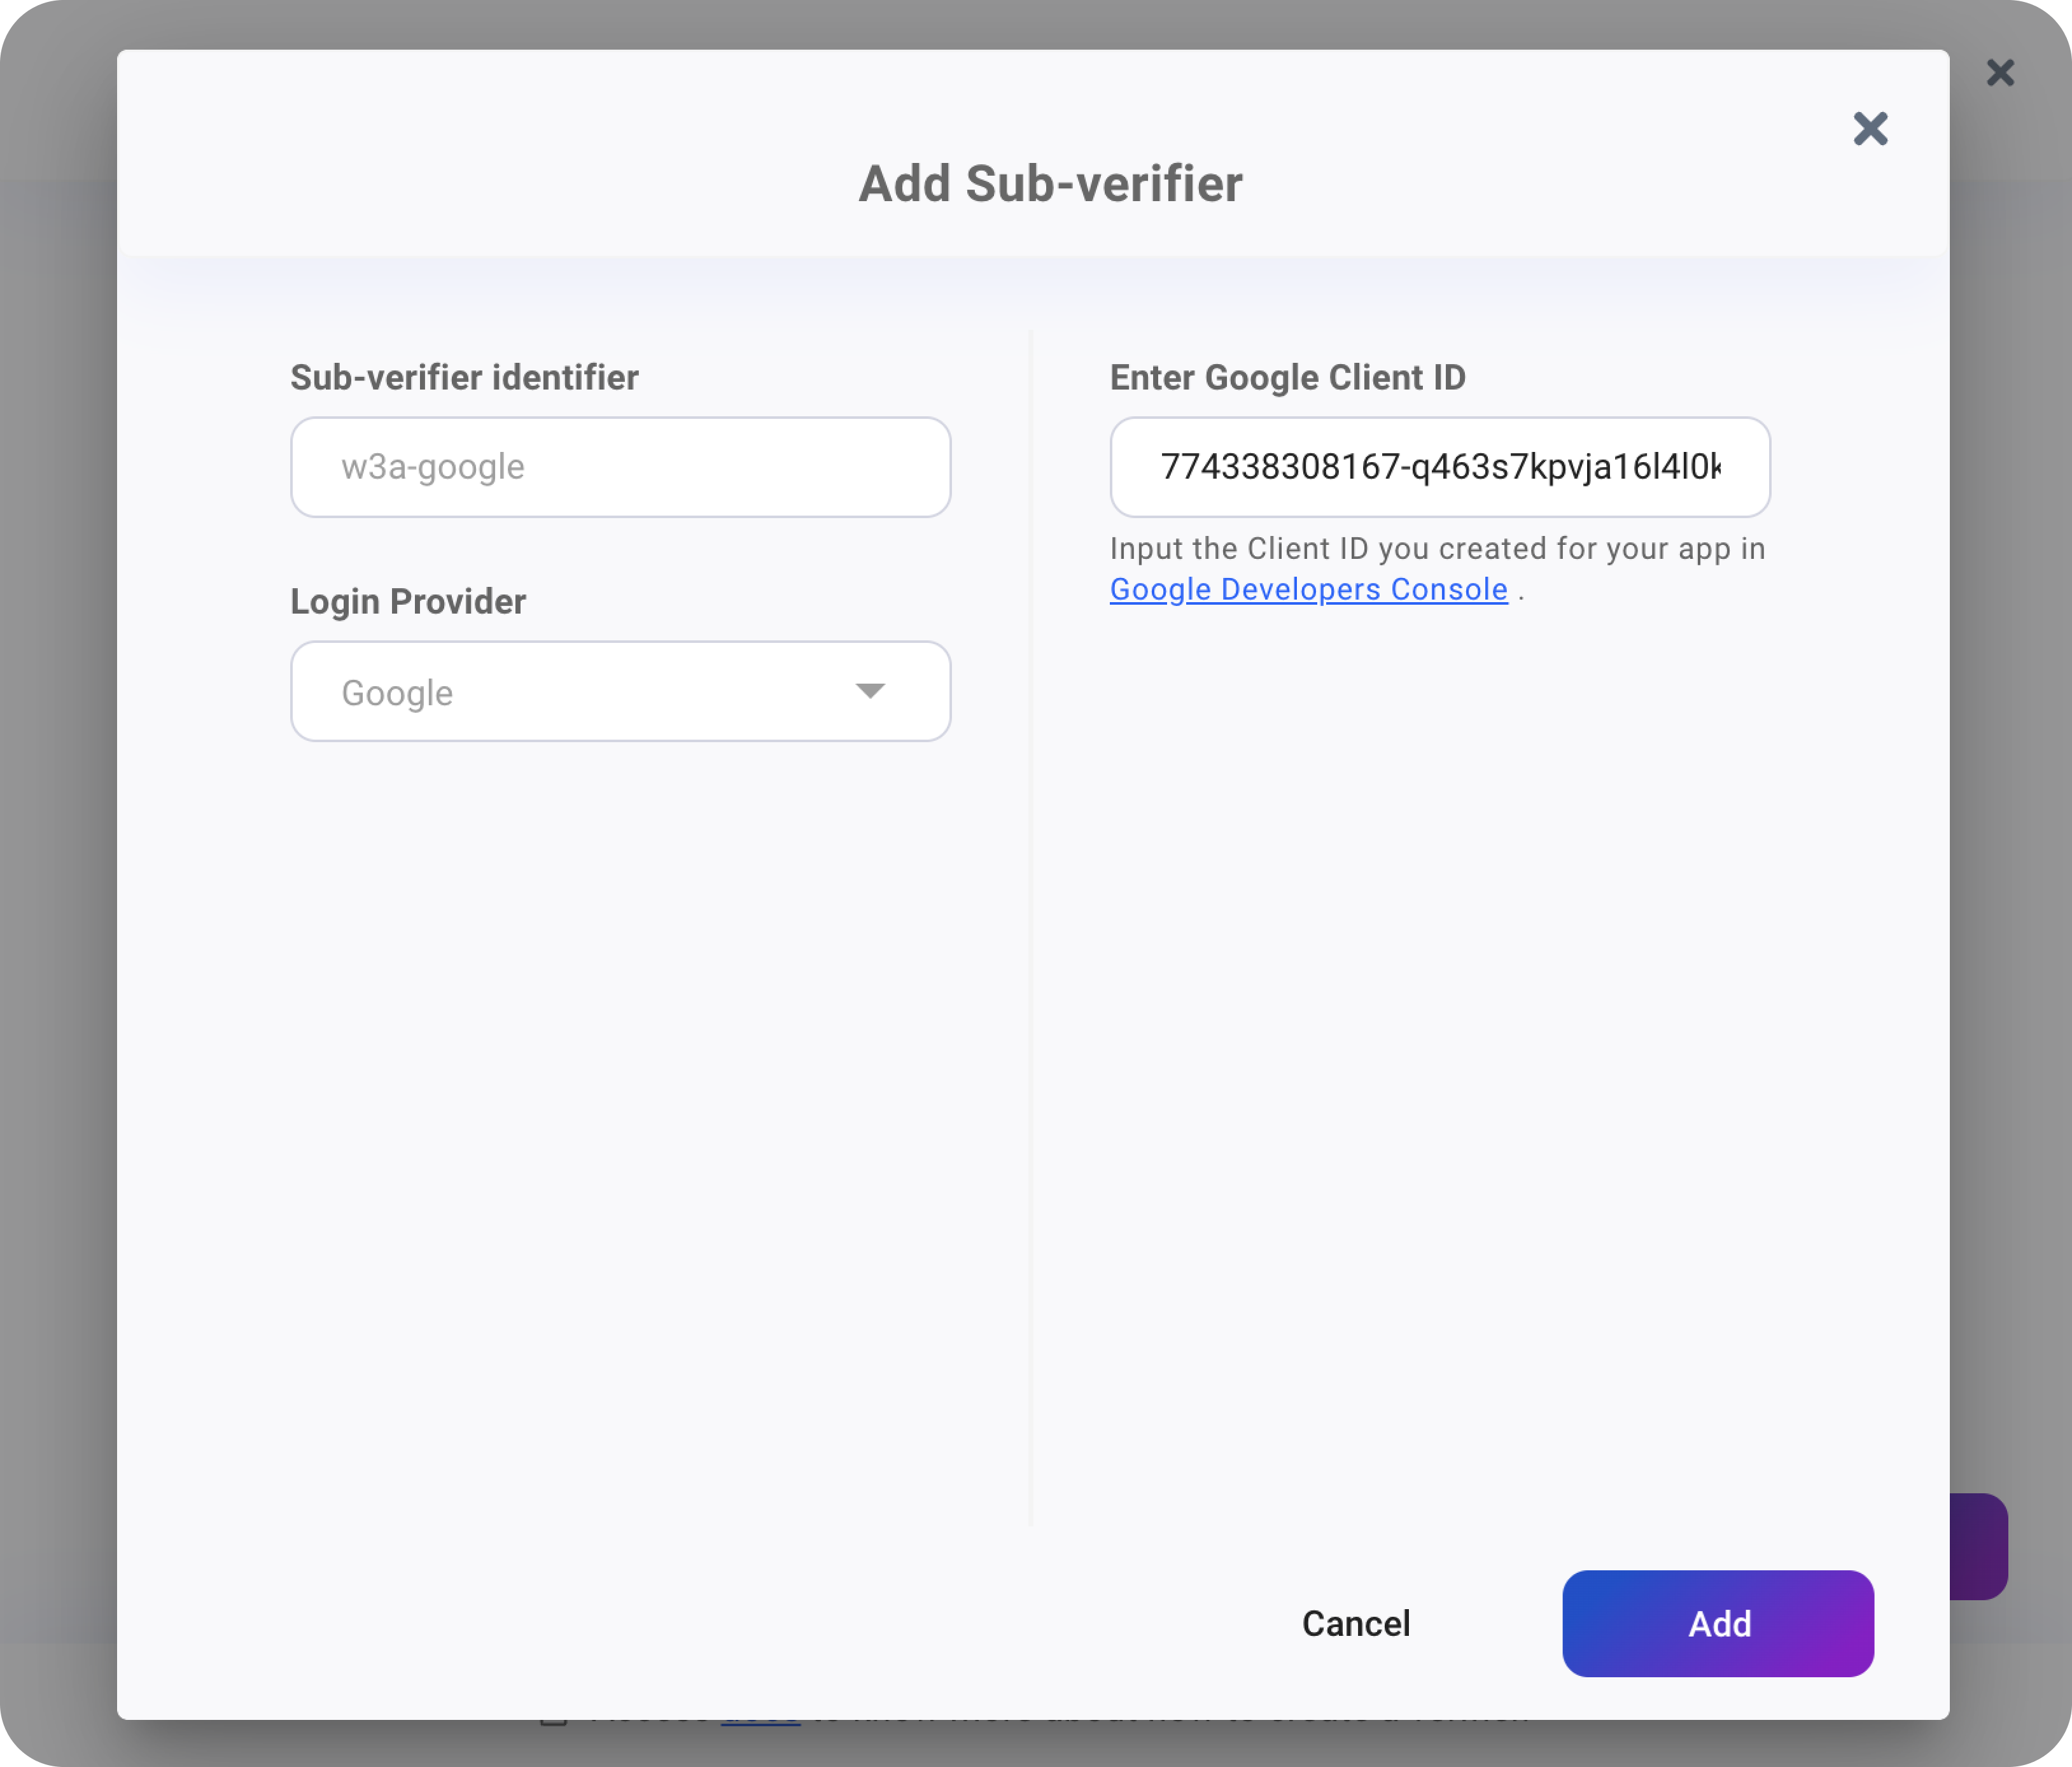 Add Sub-verifier
Sub-verifier identifier
w3a-google
Login Provider
Google
Enter Google Client ID
774338308167-q463s7kpvja16l4l0k
Input the Client ID you created for your app in
Google Developers Console .
Cancel
Add